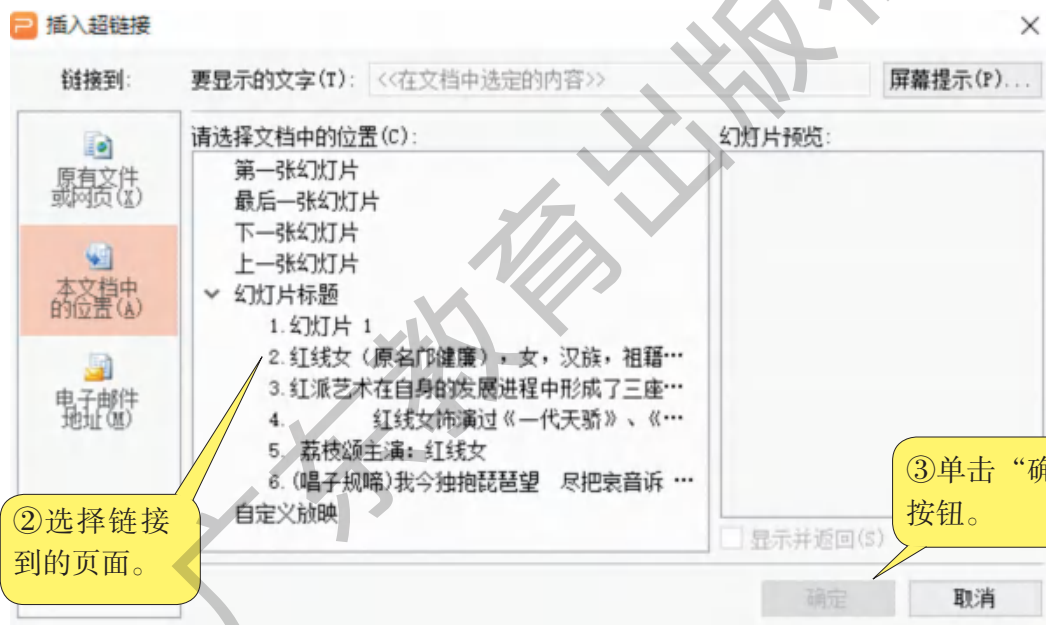 插入超链接
链接到:
要显示的文字(T):
<<在文档中选定的内容>>
屏幕提示(P)...
原有文件
或网页(X)
本文档中
的位置(A)
电子邮件
地址(M)
请选择文档中的位置(C):
第一张幻灯片
最后一张幻灯片
下一张幻灯片
上一张幻灯片
幻灯片标题
1.幻灯片 1
2.红线女（原名邝健廉），女，汉族，祖籍…
3.红派艺术在自身的发展进程中形成了三座…
4. 红线女饰演过《一代天骄》、《…
5. 荔枝颂主演：红线女
6.(唱子规啼)我今独抱琵琶望 尽把哀音诉 …
自定义放映
幻灯片预览:
显示并返回(S)
②选择链接
到的页面。
③单击“确
按钮。
确定
取消
广东教育出版